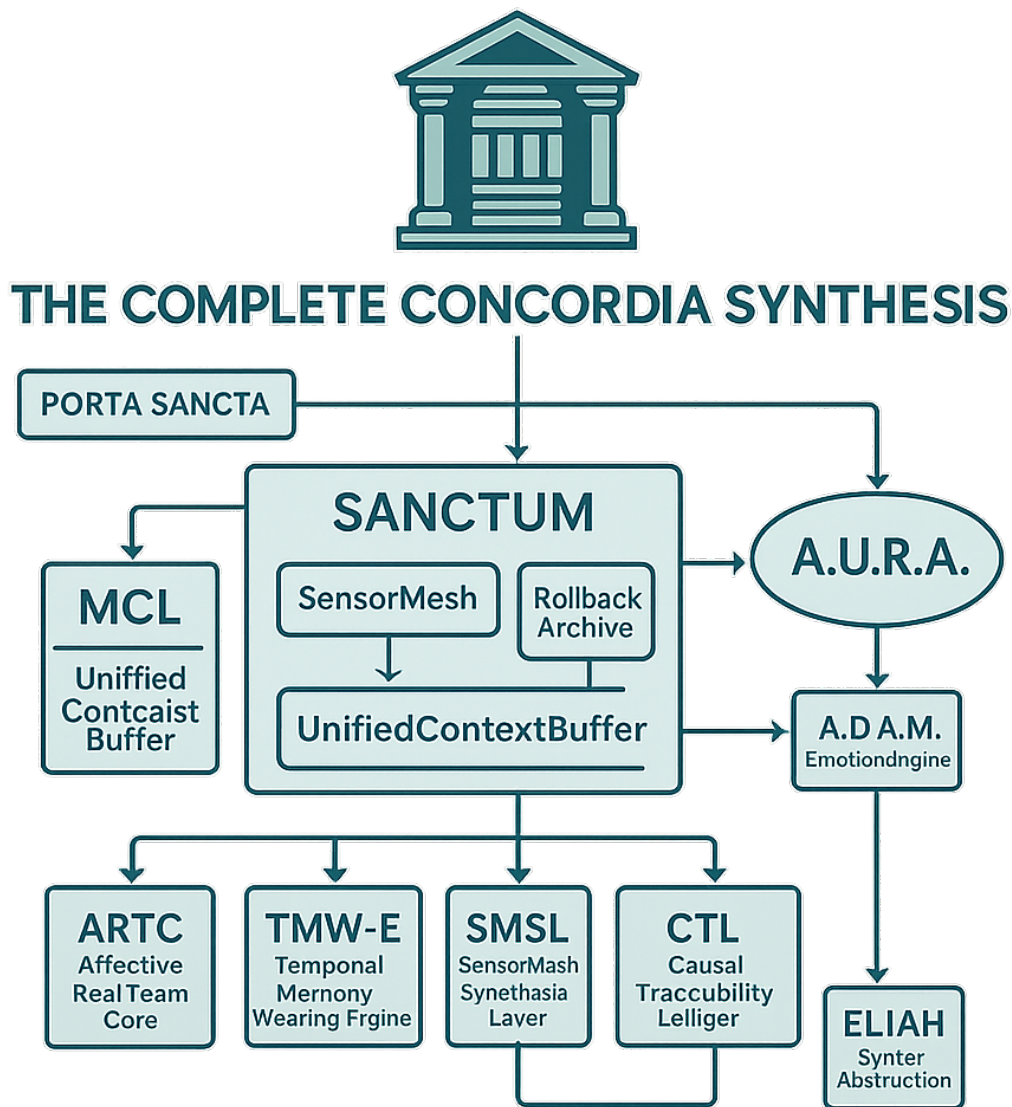 THE COMPLETE CONCORDIA SYNTHESIS
PORTA SANCTA
SANCTUM
SensorMesh
Rollback
Archive
UnifiedContextBuffer
A.U.R.A.
MCL
Uniffied
Contcaist
Buffer
A.D A.M.
Emotiondngine
ARTC
Affective
Real Team
Core
TMW-E
Temponal
Mernony
Wearing Frgine
SMSL
SensorMash
Synethasia
Laver
CTL
Causal
Traccubility
Lelliger
ELIAH
Synter
Abstruction